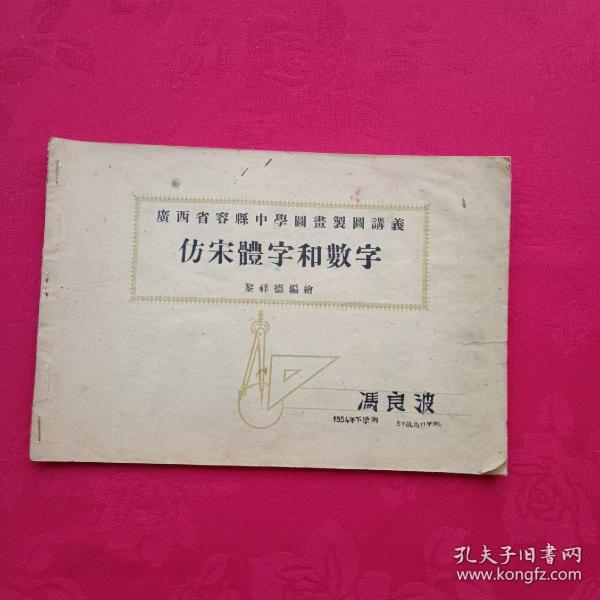 廣西省容縣中學圖畫製圖講義
仿宋體字和數字
黎祥德編繪
馮良波
1954年下學期
孔夫子旧书网
www.kongfz.com